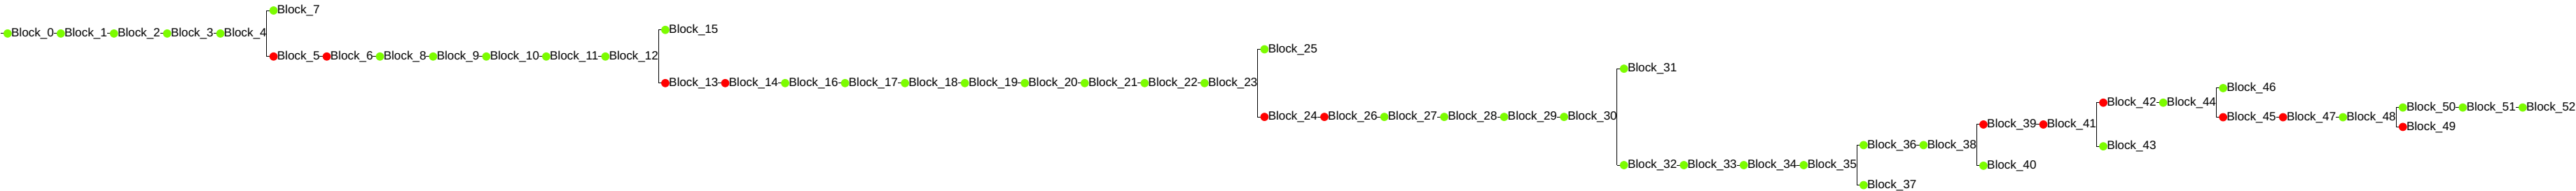 Block_7
Block_0 Block_1 Block_2 Block_3 Block_4
Block_5 Block_6 Block_8 Block_9 Block_10 Block_11 Block_12
Block_15
Block_13 Block_14 Block_16 Block_17 Block_18 Block_19 Block_20 Block_21 Block_22 Block_23
Block_25
Block_24 Block_26 Block_27 Block_28 Block_29 Block_30
Block_31
Block_32 Block_33 Block_34 Block_35
Block_36 Block_38
Block_37
Block_39 Block_41
Block_40
Block_42 Block_44
Block_43
Block_46
Block_45 Block_47 Block_48
Block_50 Block_51 Block_52
Block_49